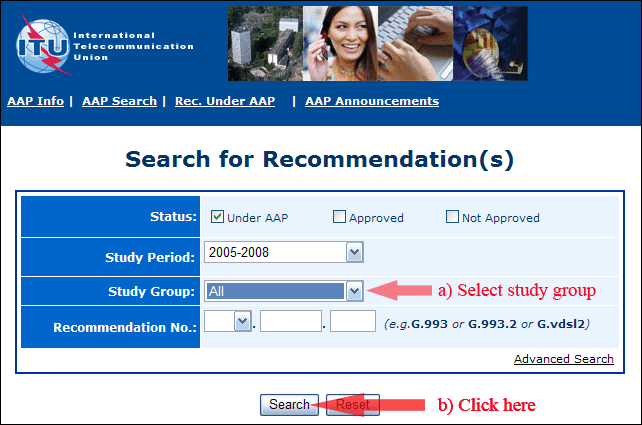 ITU
International
Telecommunication
Union
AAP Info | AAP Search | Rec. Under AAP | AAP Announcements
Search for Recommendation(s)
Status: Under AAP Approved Not Approved
Study Period: 2005-2008
Study Group: All a) Select study group
Recommendation No.: . . (e.g.G.993 or G.993.2 or G.vdsl2)
Advanced Search
Search Reset b) Click here